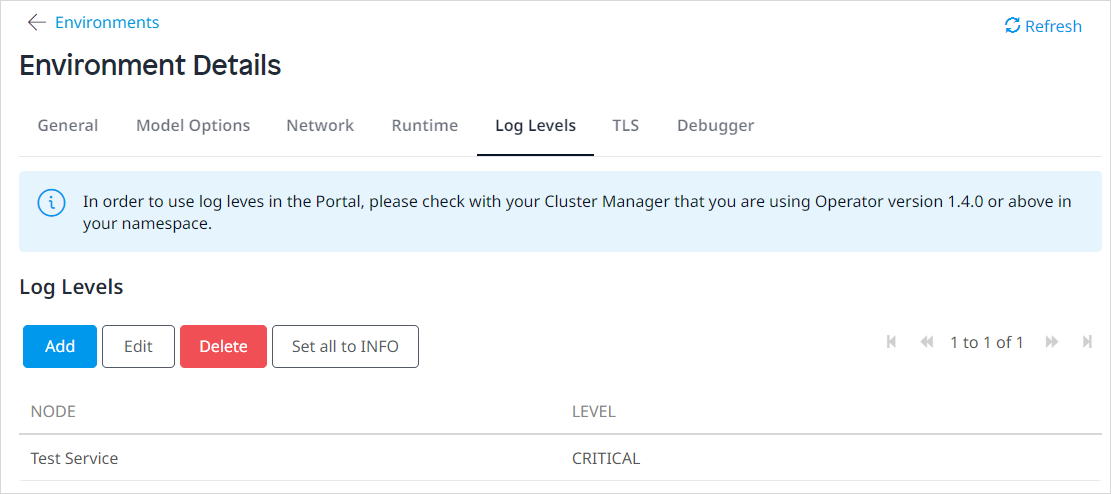 Environments
Refresh
Environment Details
General Model Options Network Runtime Log Levels TLS Debugger
In order to use log leves in the Portal, please check with your Cluster Manager that you are using Operator version 1.4.0 or above in
your namespace.
Log Levels
Add Edit Delete Set all to INFO 1 to 1 of 1
NODE LEVEL
Test Service CRITICAL